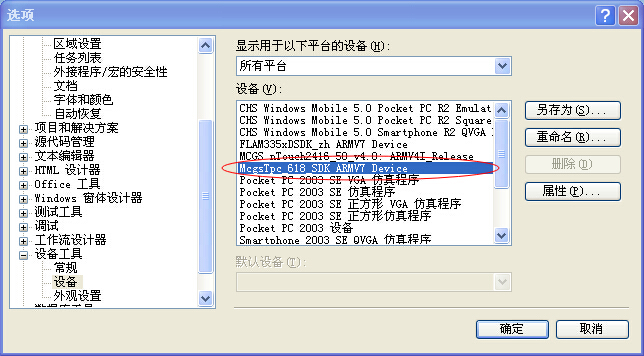 选项
区域设置
任务列表
外接程序/宏的安全性
文档
字体和颜色
自动恢复
项目和解决方案
源代码管理
文本编辑器
HTML 设计器
Office 工具
Windows 窗体设计器
测试工具
调试
工作流设计器
设备工具
常规
设备
外观设置
显示用于以下平台的设备(H):
所有平台
设备(V):
CHS Windows Mobile 5.0 Pocket PC R2 Emulat
CHS Windows Mobile 5.0 Pocket PC R2 Square
CHS Windows Mobile 5.0 Smartphone R2 QVGA
FLAM335xDSDK_zh ARMV7 Device
MCGS_nTouch2416_50_v4.0: ARMV4I_Release
McgsTpc_618_SDK ARMV7 Device
Pocket PC 2003 SE VGA 仿真程序
Pocket PC 2003 SE 仿真程序
Pocket PC 2003 SE 正方形 VGA 仿真程序
Pocket PC 2003 SE 正方形仿真程序
Pocket PC 2003 设备
Smartphone 2003 SE QVGA 仿真程序
默认设备(T):
另存为(S)...
重命名(R)...
删除(D)
属性(P)...
确定
取消